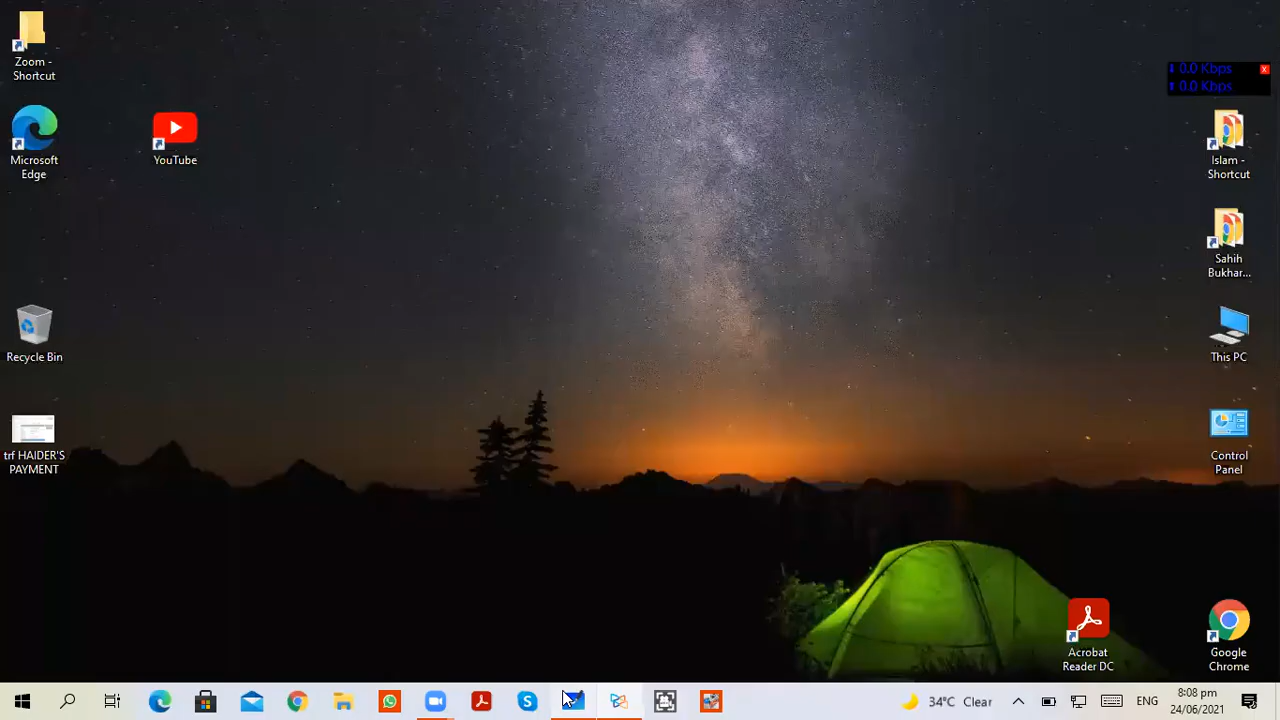 Zoom -
Shortcut
Microsoft
Edge
YouTube
Recycle Bin
trf HAIDER'S
PAYMENT
0.0 Kbps
0.0 Kbps
x
Islam -
Shortcut
Sahih
Bukhar...
This PC
Control
Panel
Acrobat
Reader DC
Google
Chrome
34°C Clear
ENG
8:08 pm
24/06/2021